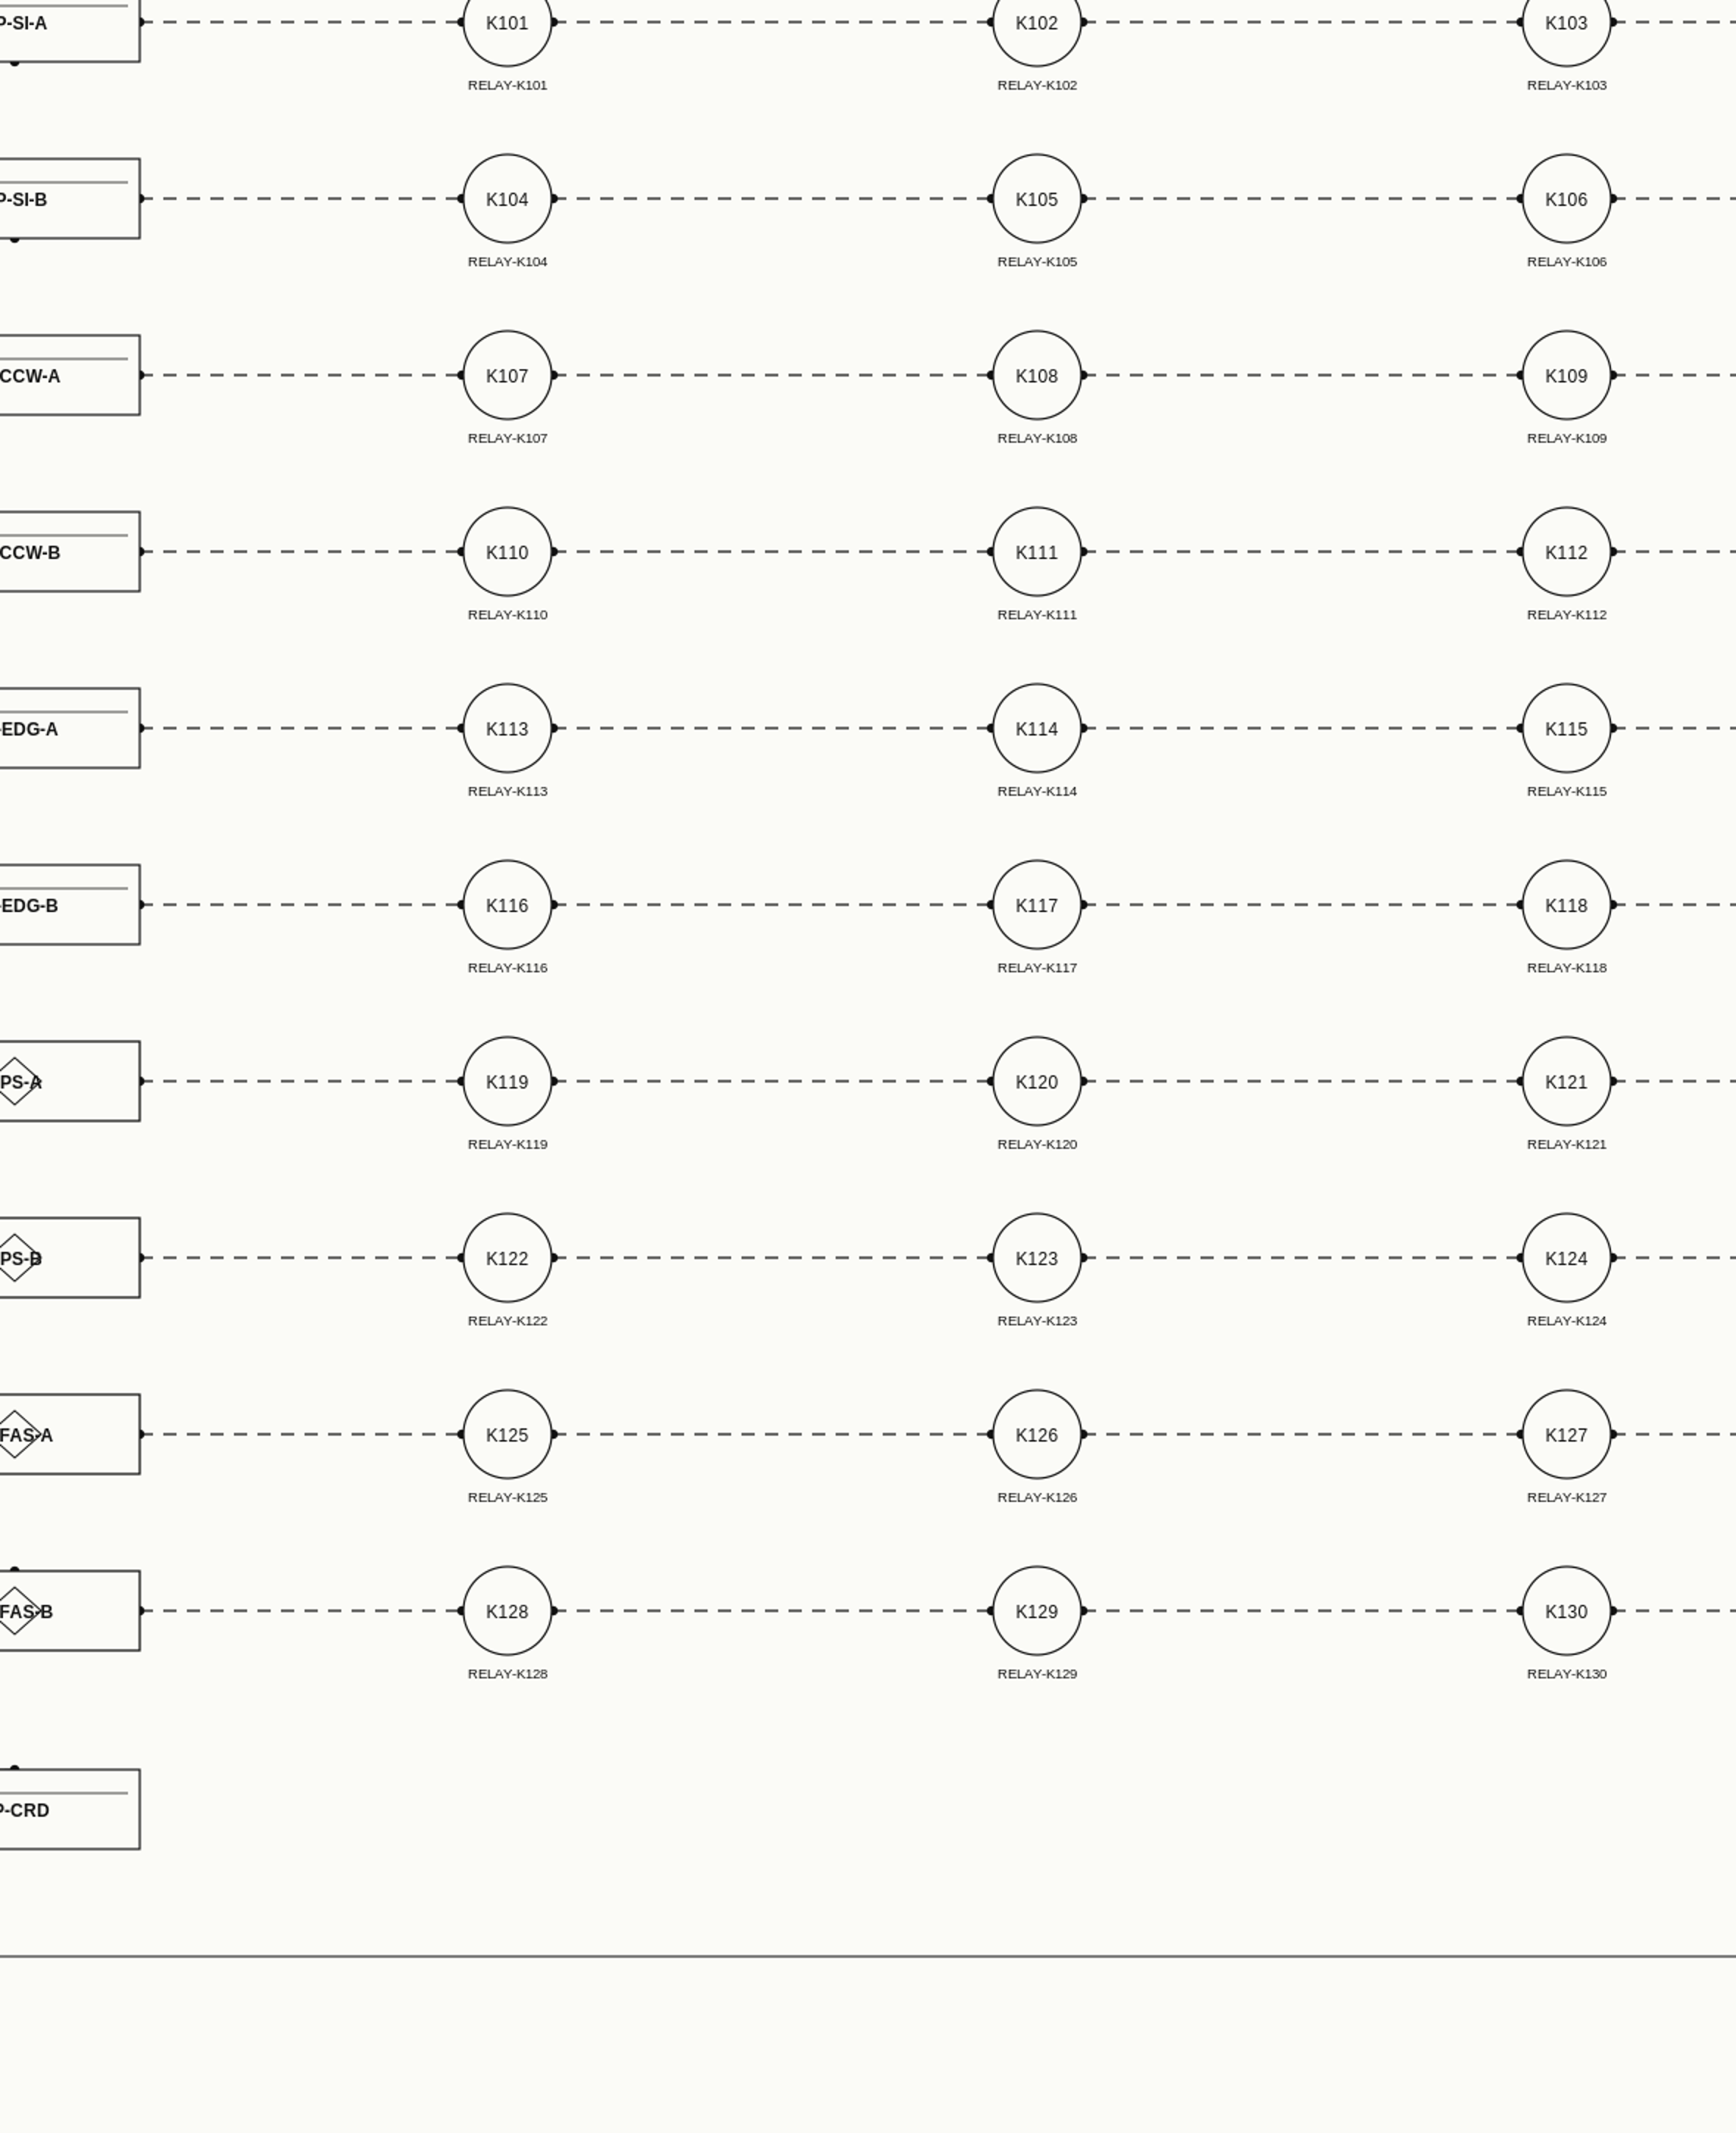 P-SI-A K101 K102 K103
RELAY-K101 RELAY-K102 RELAY-K103
P-SI-B K104 K105 K106
RELAY-K104 RELAY-K105 RELAY-K106
CCW-A K107 K108 K109
RELAY-K107 RELAY-K108 RELAY-K109
CCW-B K110 K111 K112
RELAY-K110 RELAY-K111 RELAY-K112
-EDG-A K113 K114 K115
RELAY-K113 RELAY-K114 RELAY-K115
-EDG-B K116 K117 K118
RELAY-K116 RELAY-K117 RELAY-K118
PS-A K119 K120 K121
RELAY-K119 RELAY-K120 RELAY-K121
PS-B K122 K123 K124
RELAY-K122 RELAY-K123 RELAY-K124
FAS-A K125 K126 K127
RELAY-K125 RELAY-K126 RELAY-K127
FAS-B K128 K129 K130
RELAY-K128 RELAY-K129 RELAY-K130
P-CRD